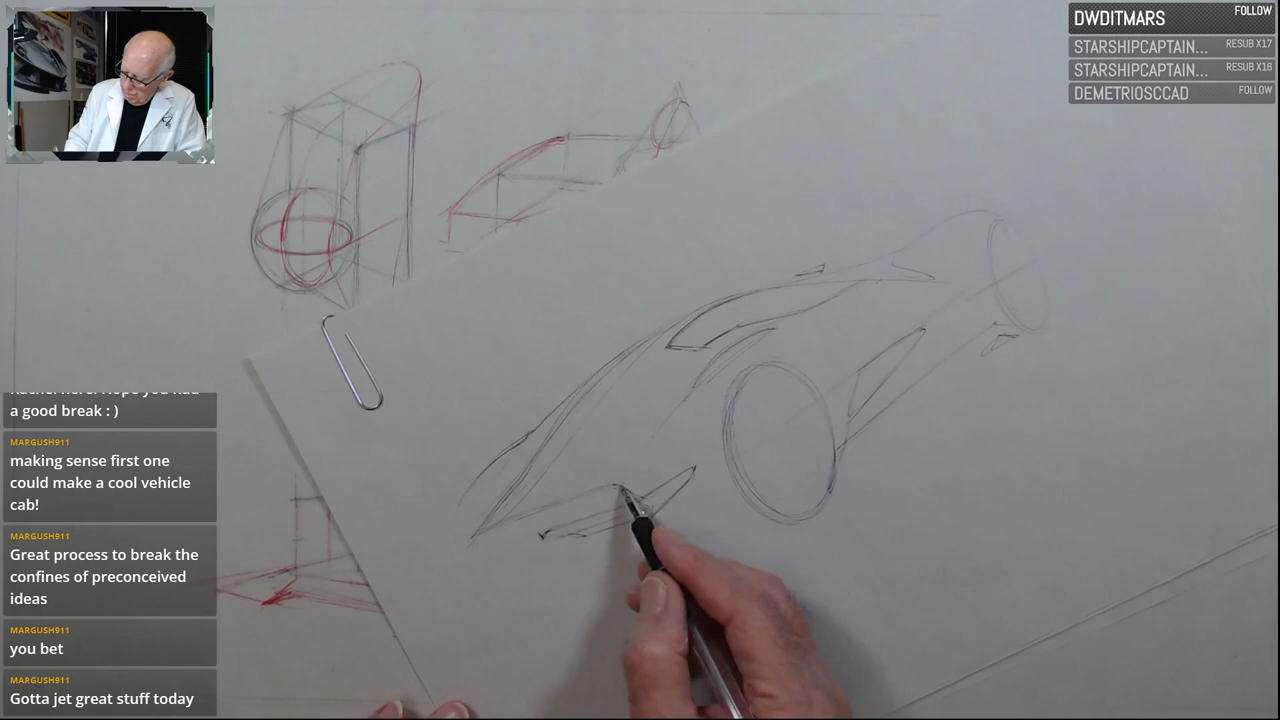 DWDITMARS FOLLOW
STARSHIPCAPTAIN... RESUB X17
STARSHIPCAPTAIN... RESUB X16
DEMETRIOSCCAD FOLLOW
a good break : )
MARGUSH911
making sense first one
could make a cool vehicle
cab!
MARGUSH911
Great process to break the
confines of preconceived
ideas
MARGUSH911
you bet
MARGUSH911
Gotta jet great stuff today